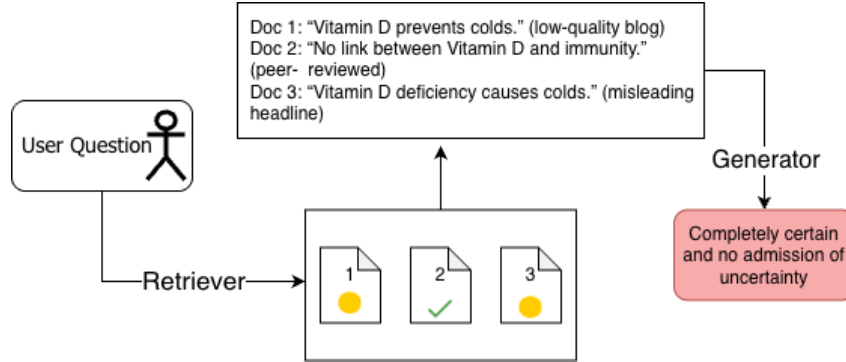 Doc 1: “Vitamin D prevents colds.” (low-quality blog)
Doc 2: “No link between Vitamin D and immunity.”
(peer- reviewed)
Doc 3: “Vitamin D deficiency causes colds.” (misleading
headline)
User Question
Generator
Retriever
1
2
3
Completely certain
and no admission of
uncertainty